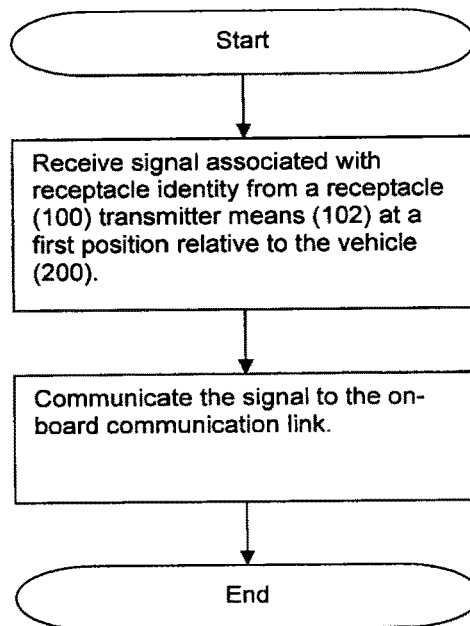 Start
Receive signal associated with
receptacle identity from a receptacle
(100) transmitter means (102) at a
first position relative to the vehicle
(200).
Communicate the signal to the on-
board communication link.
End